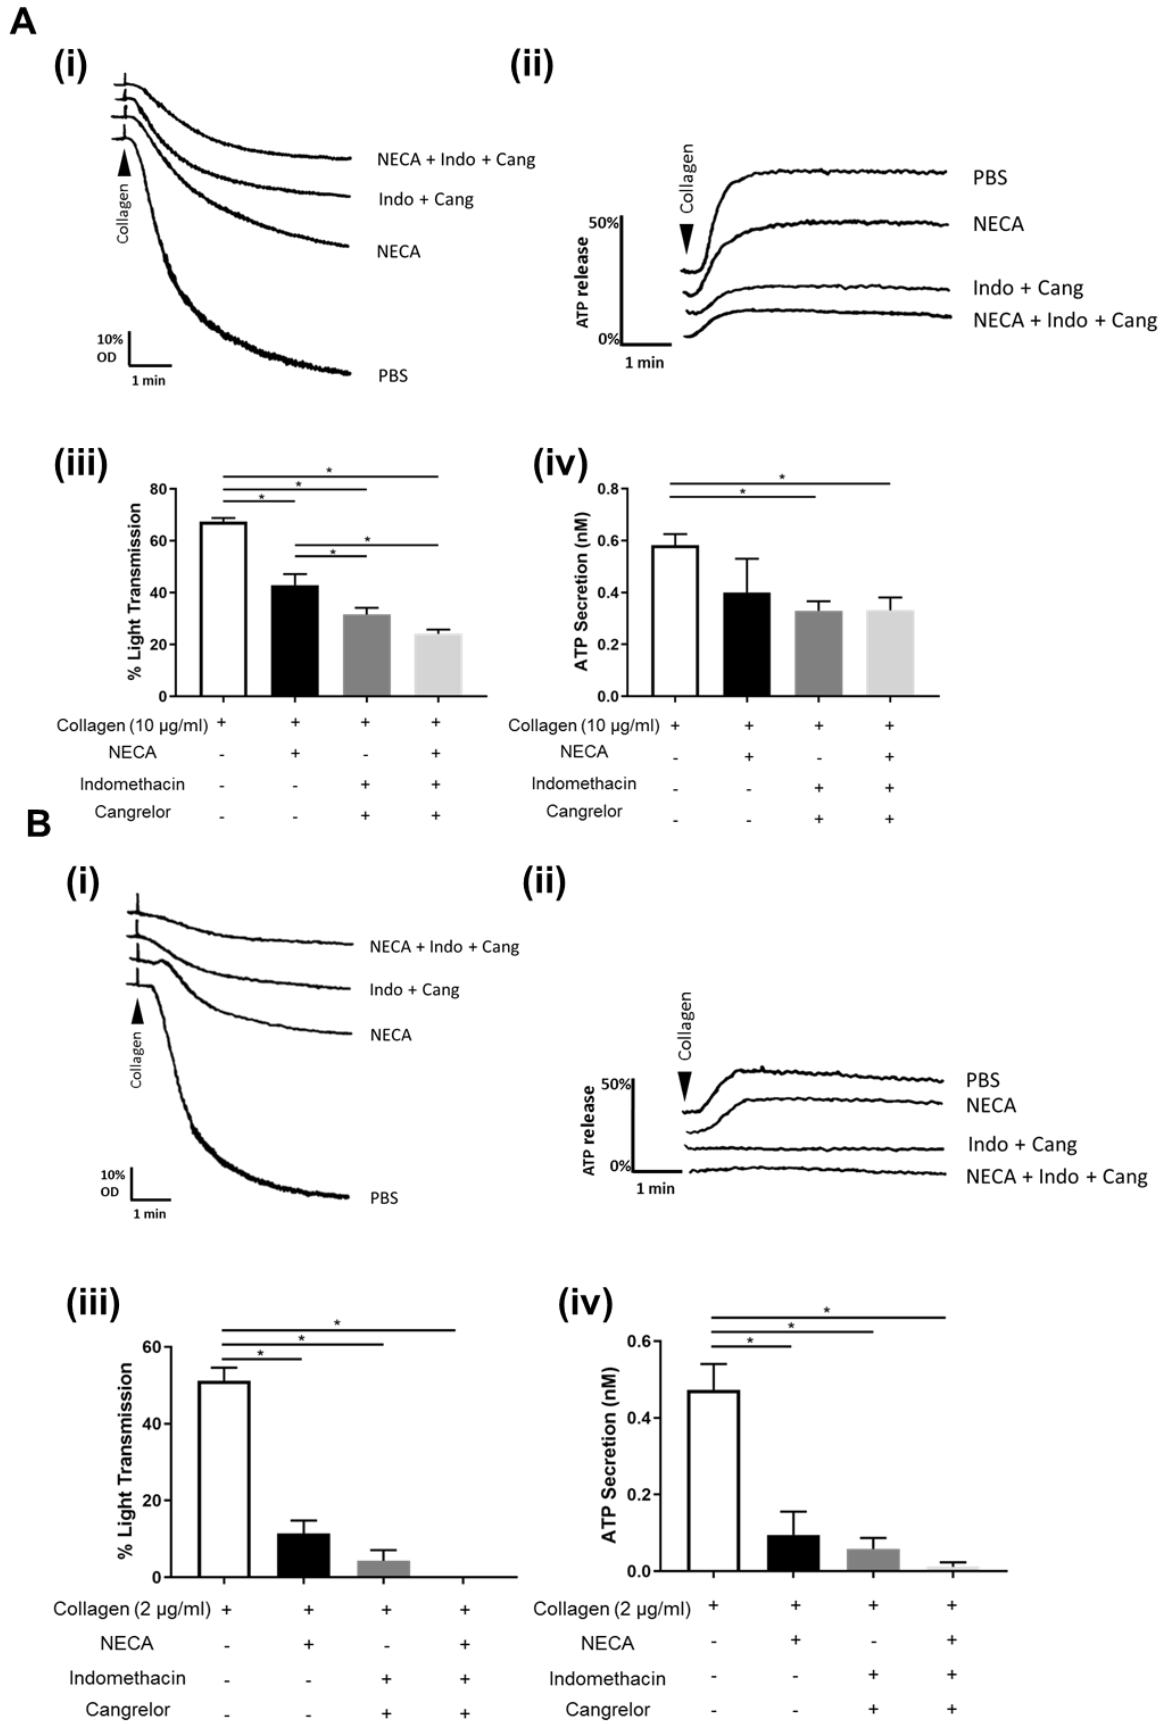 A
(i)
(ii)
NECA + Indo + Cang
Indo + Cang
NECA
PBS
Collagen
10%
OD
1 min
Collagen
PBS
NECA
Indo + Cang
NECA + Indo + Cang
50%
ATP release
0%
1 min
(iii)
(iv)
* * *
* *
80
60
40
20
0
% Light Transmission
Collagen (10 µg/ml) + + + +
NECA - + - +
Indomethacin - - + +
Cangrelor - - + +
*
*
0.8
0.6
0.4
0.2
0.0
ATP Secretion (nM)
Collagen (10 µg/ml) + + + +
NECA - + - +
Indomethacin - - + +
Cangrelor - - + +
B
(i)
(ii)
NECA + Indo + Cang
Indo + Cang
NECA
PBS
Collagen
10%
OD
1 min
Collagen
PBS
NECA
Indo + Cang
NECA + Indo + Cang
50%
ATP release
0%
1 min
(iii)
(iv)
*
*
*
60
40
20
0
% Light Transmission
Collagen (2 µg/ml) + + + +
NECA - + - +
Indomethacin - - + +
Cangrelor - - + +
*
*
*
0.6
0.4
0.2
0.0
ATP Secretion (nM)
Collagen (2 µg/ml) + + + +
NECA - + - +
Indomethacin - - + +
Cangrelor - - + +